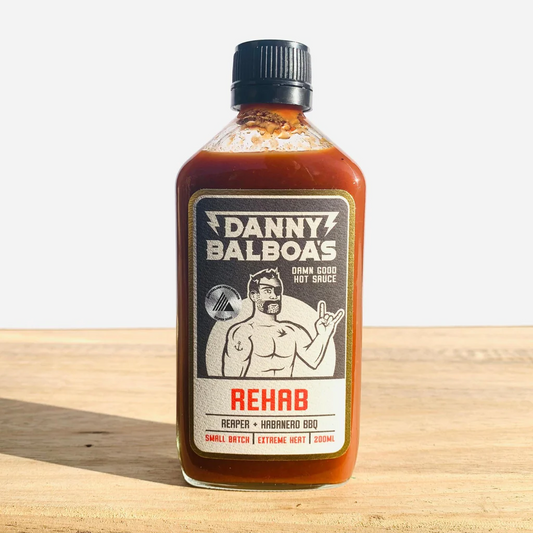 DANNY
BALBOA'S
DAMN GOOD
HOT SAUCE
REHAB
REAPER + HABANERO BBQ
SMALL BATCH | EXTREME HEAT | 200ML